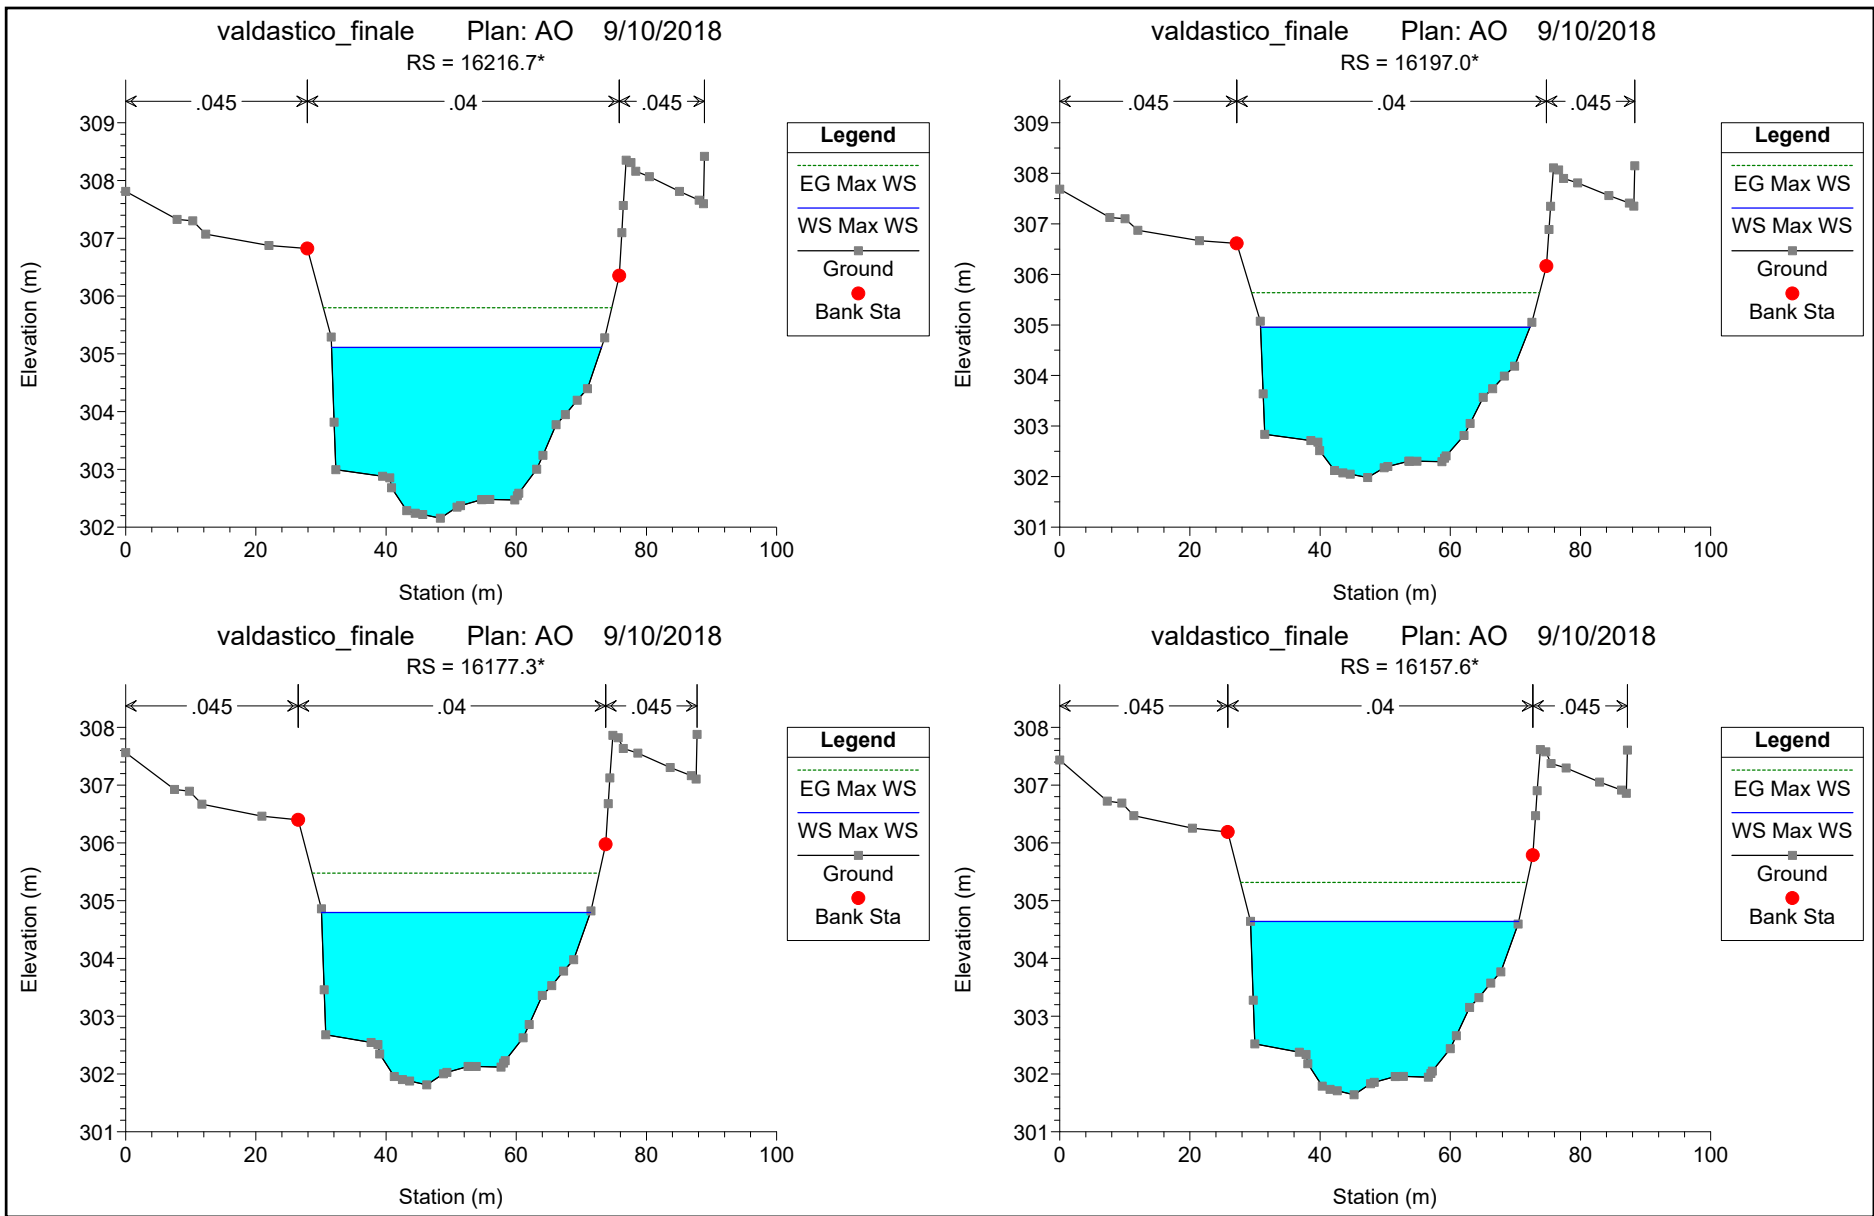 valdastico_finale Plan: AO 9/10/2018
RS = 16216.7*
.045 .04 .045
309
308
307
306
305
304
303
302
0 20 40 60 80 100
Station (m)
Elevation (m)
Legend
EG Max WS
WS Max WS
Ground
Bank Sta
valdastico_finale Plan: AO 9/10/2018
RS = 16197.0*
.045 .04 .045
309
308
307
306
305
304
303
302
301
0 20 40 60 80 100
Station (m)
Elevation (m)
Legend
EG Max WS
WS Max WS
Ground
Bank Sta
valdastico_finale Plan: AO 9/10/2018
RS = 16177.3*
.045 .04 .045
308
307
306
305
304
303
302
301
0 20 40 60 80 100
Station (m)
Elevation (m)
Legend
EG Max WS
WS Max WS
Ground
Bank Sta
valdastico_finale Plan: AO 9/10/2018
RS = 16157.6*
.045 .04 .045
308
307
306
305
304
303
302
301
0 20 40 60 80 100
Station (m)
Elevation (m)
Legend
EG Max WS
WS Max WS
Ground
Bank Sta